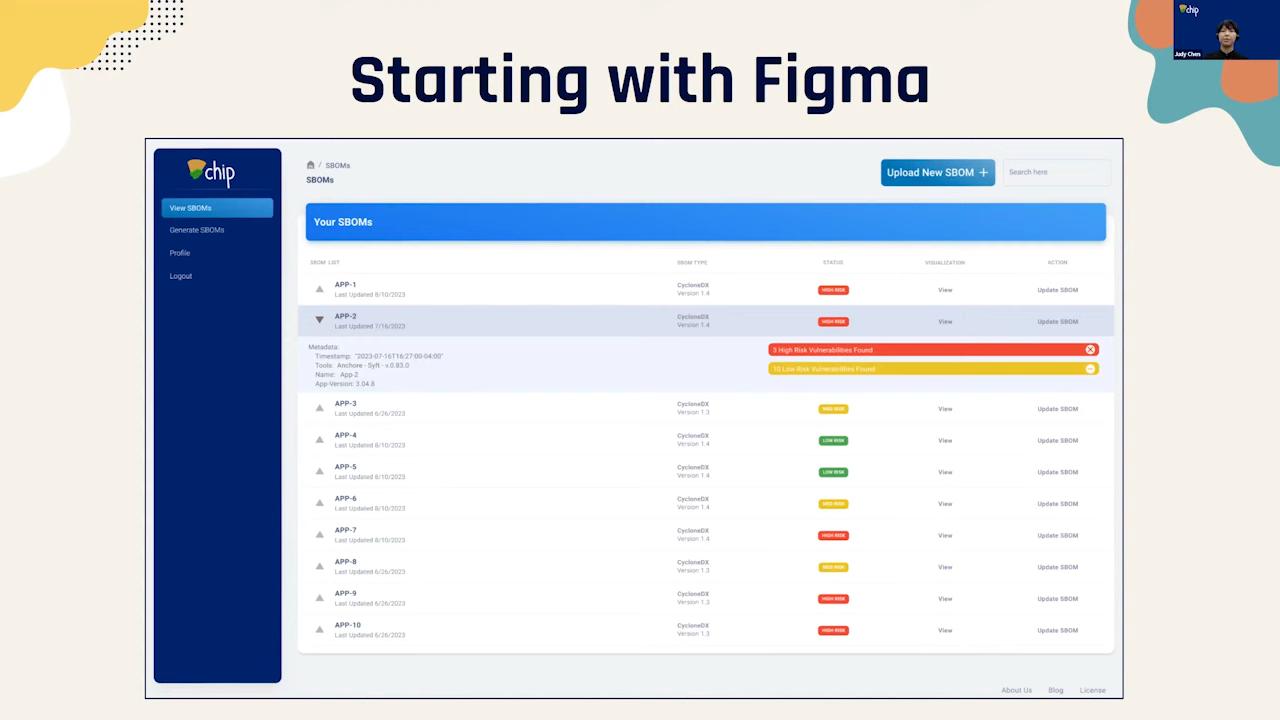 chip
Judy Chen
Starting with Figma
chip
View SBOMs
Generate SBOMs
Profile
Logout
/ SBOMs
SBOMs
Upload New SBOM +
Search here
Your SBOMs
SBOM LIST SBOM TYPE STATUS VISUALIZATION ACTION
APP-1 CycloneDX HIGH RISK View Update SBOM
Last Updated 8/10/2023 Version 1.4
APP-2 CycloneDX HIGH RISK View Update SBOM
Last Updated 7/16/2023 Version 1.4
Metadata:
Timestamp: "2023-07-16T16:27:00-04:00"
Tools: Anchore - Syft - v.0.83.0
Name: App-2
App-Version: 3.04.8
3 High Risk Vulnerabilities Found
10 Low Risk Vulnerabilities Found
APP-3 CycloneDX MED RISK View Update SBOM
Last Updated 6/26/2023 Version 1.3
APP-4 CycloneDX LOW RISK View Update SBOM
Last Updated 8/10/2023 Version 1.4
APP-5 CycloneDX LOW RISK View Update SBOM
Last Updated 8/10/2023 Version 1.4
APP-6 CycloneDX MED RISK View Update SBOM
Last Updated 8/10/2023 Version 1.4
APP-7 CycloneDX HIGH RISK View Update SBOM
Last Updated 8/10/2023 Version 1.4
APP-8 CycloneDX MED RISK View Update SBOM
Last Updated 6/26/2023 Version 1.3
APP-9 CycloneDX HIGH RISK View Update SBOM
Last Updated 6/26/2023 Version 1.3
APP-10 CycloneDX HIGH RISK View Update SBOM
Last Updated 6/26/2023 Version 1.3
About Us Blog License